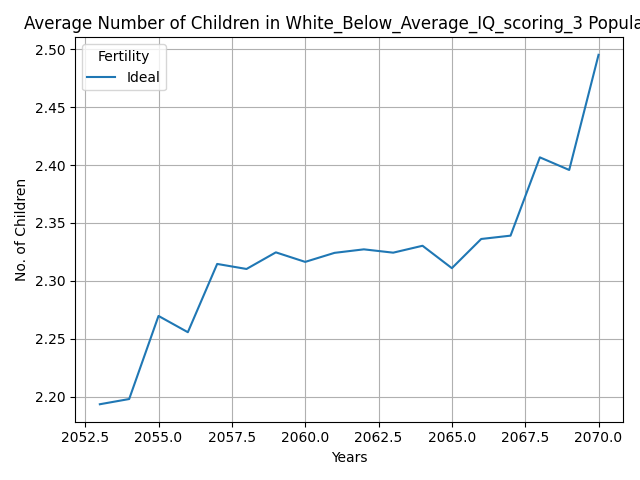 Average Number of Children in White_Below_Average_IQ_scoring_3 Popula
Fertility
Ideal
No. of Children
2.50
2.45
2.40
2.35
2.30
2.25
2.20
2052.5 2055.0 2057.5 2060.0 2062.5 2065.0 2067.5 2070.0
Years